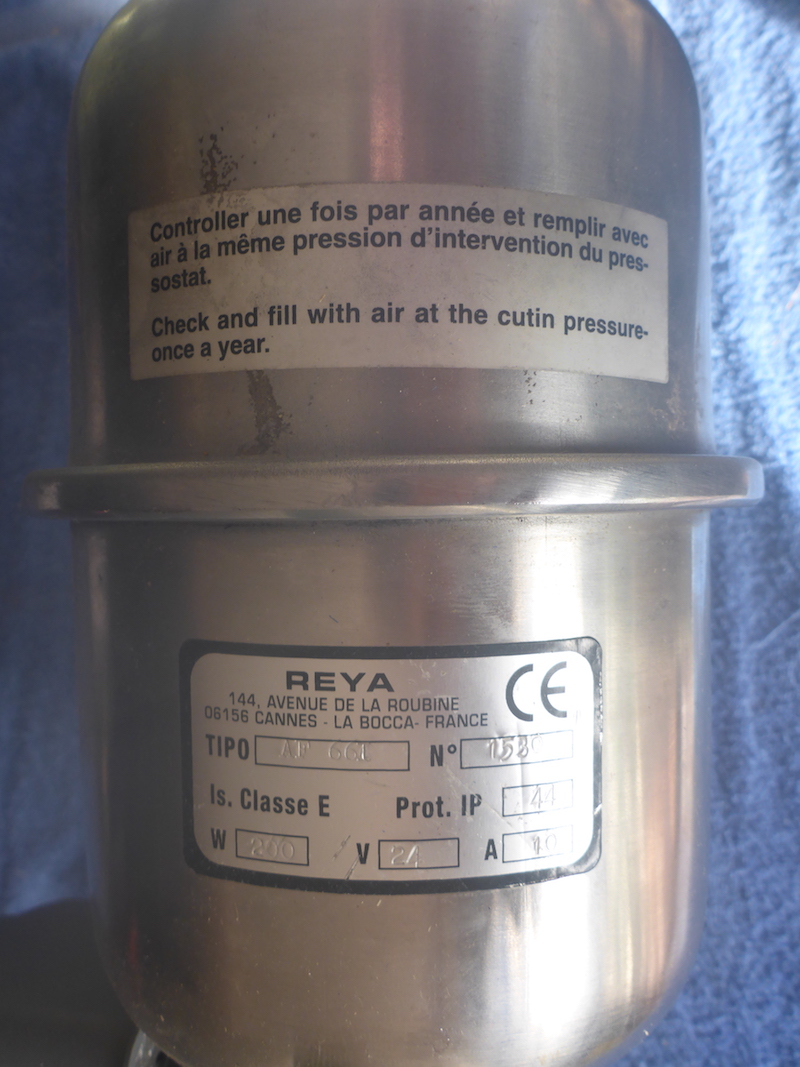 Controller une fois par année et remplir avec
air à la même pression d'intervention du pres-
sostat.
Check and fill with air at the cutin pressure-
once a year.
REYA
CE
144, AVENUE DE LA ROUBINE
06156 CANNES - LA BOCCA- FRANCE
TIPO N°
Is. Classe E Prot. IP 44
W 200 V 24 A 10